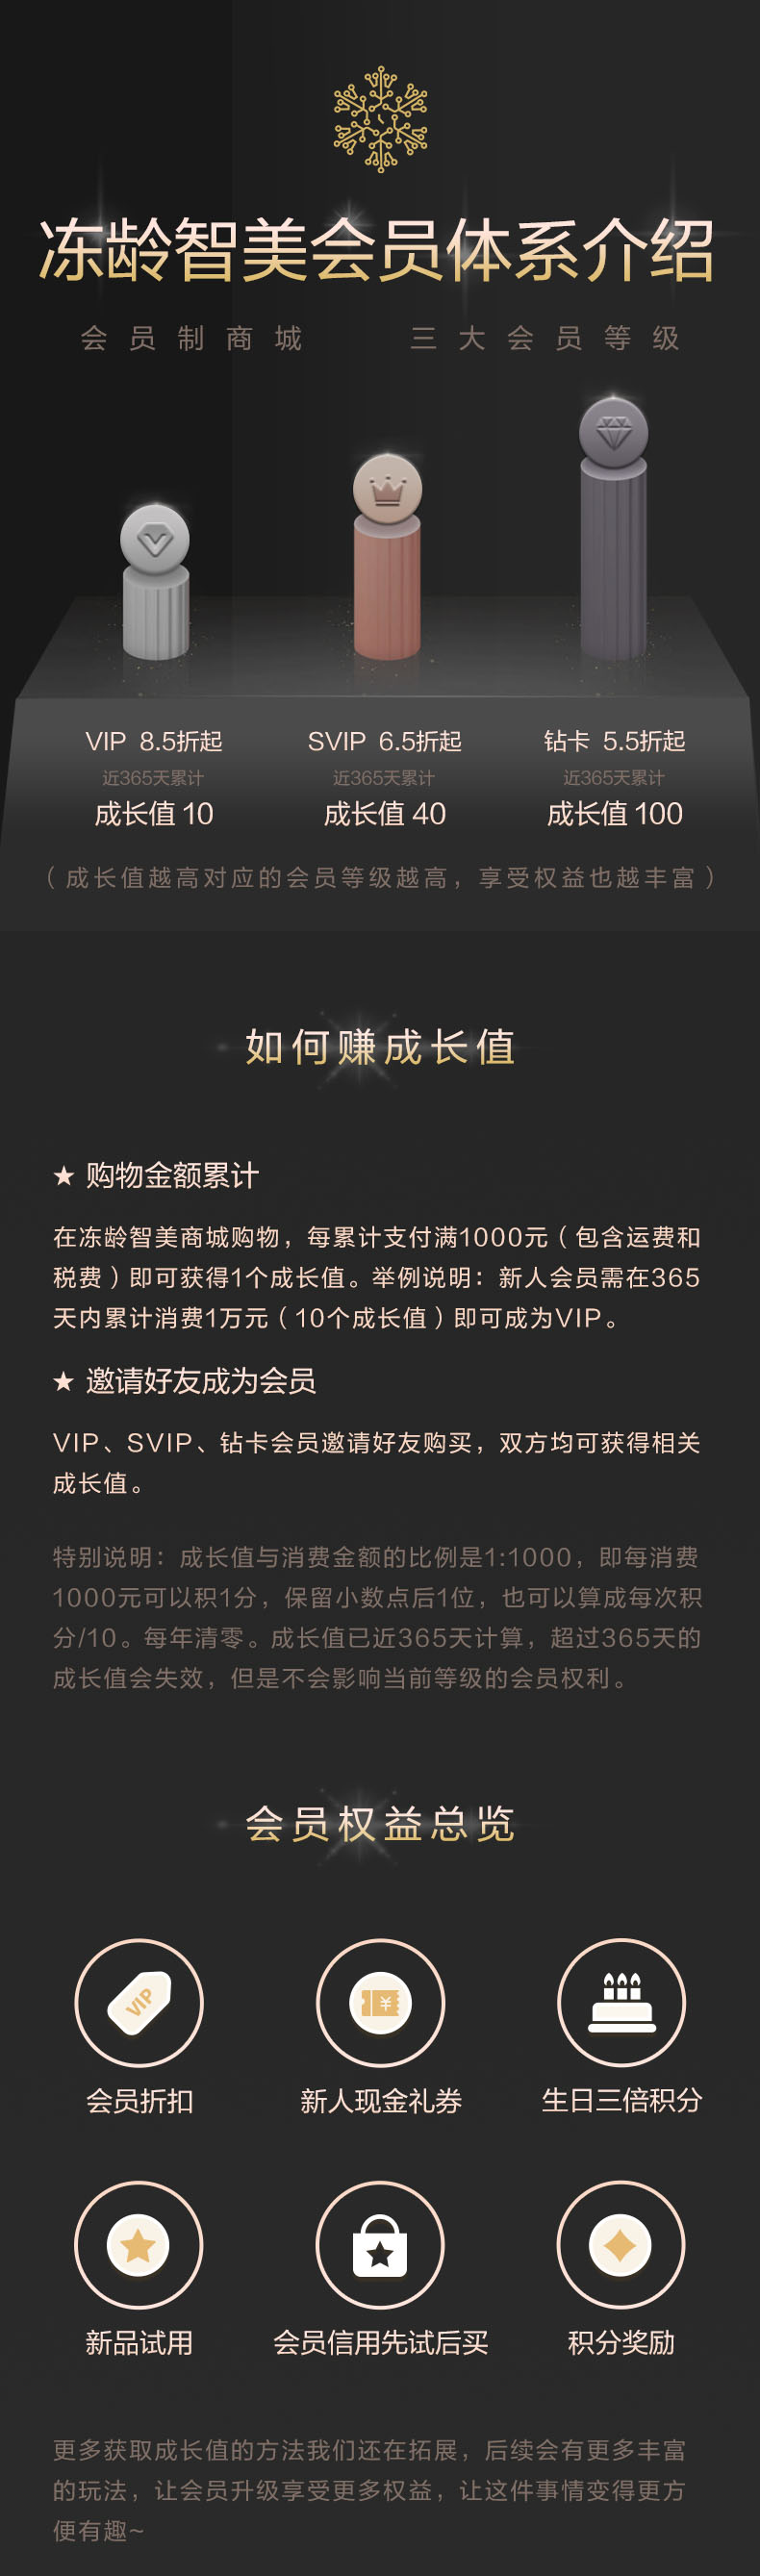 冻龄智美会员体系介绍
会员制商城 三大会员等级
VIP 8.5折起 SVIP 6.5折起 钻卡 5.5折起
近365天累计 近365天累计 近365天累计
成长值 10 成长值 40 成长值 100
（成长值越高对应的会员等级越高，享受权益也越丰富）
如何赚成长值
★ 购物金额累计
在冻龄智美商城购物，每累计支付满1000元（包含运费和
税费）即可获得1个成长值。举例说明：新人会员需在365
天内累计消费1万元（10个成长值）即可成为VIP。
★ 邀请好友成为会员
VIP、SVIP、钻卡会员邀请好友购买，双方均可获得相关
成长值。
特别说明：成长值与消费金额的比例是1:1000，即每消费
1000元可以积1分，保留小数点后1位，也可以算成每次积
分/10。每年清零。成长值已近365天计算，超过365天的
成长值会失效，但是不会影响当前等级的会员权利。
会员权益总览
VIP ¥
会员折扣 新人现金礼券 生日三倍积分
新品试用 会员信用先试后买 积分奖励
更多获取成长值的方法我们还在拓展，后续会有更多丰富
的玩法，让会员升级享受更多权益，让这件事情变得更方
便有趣~